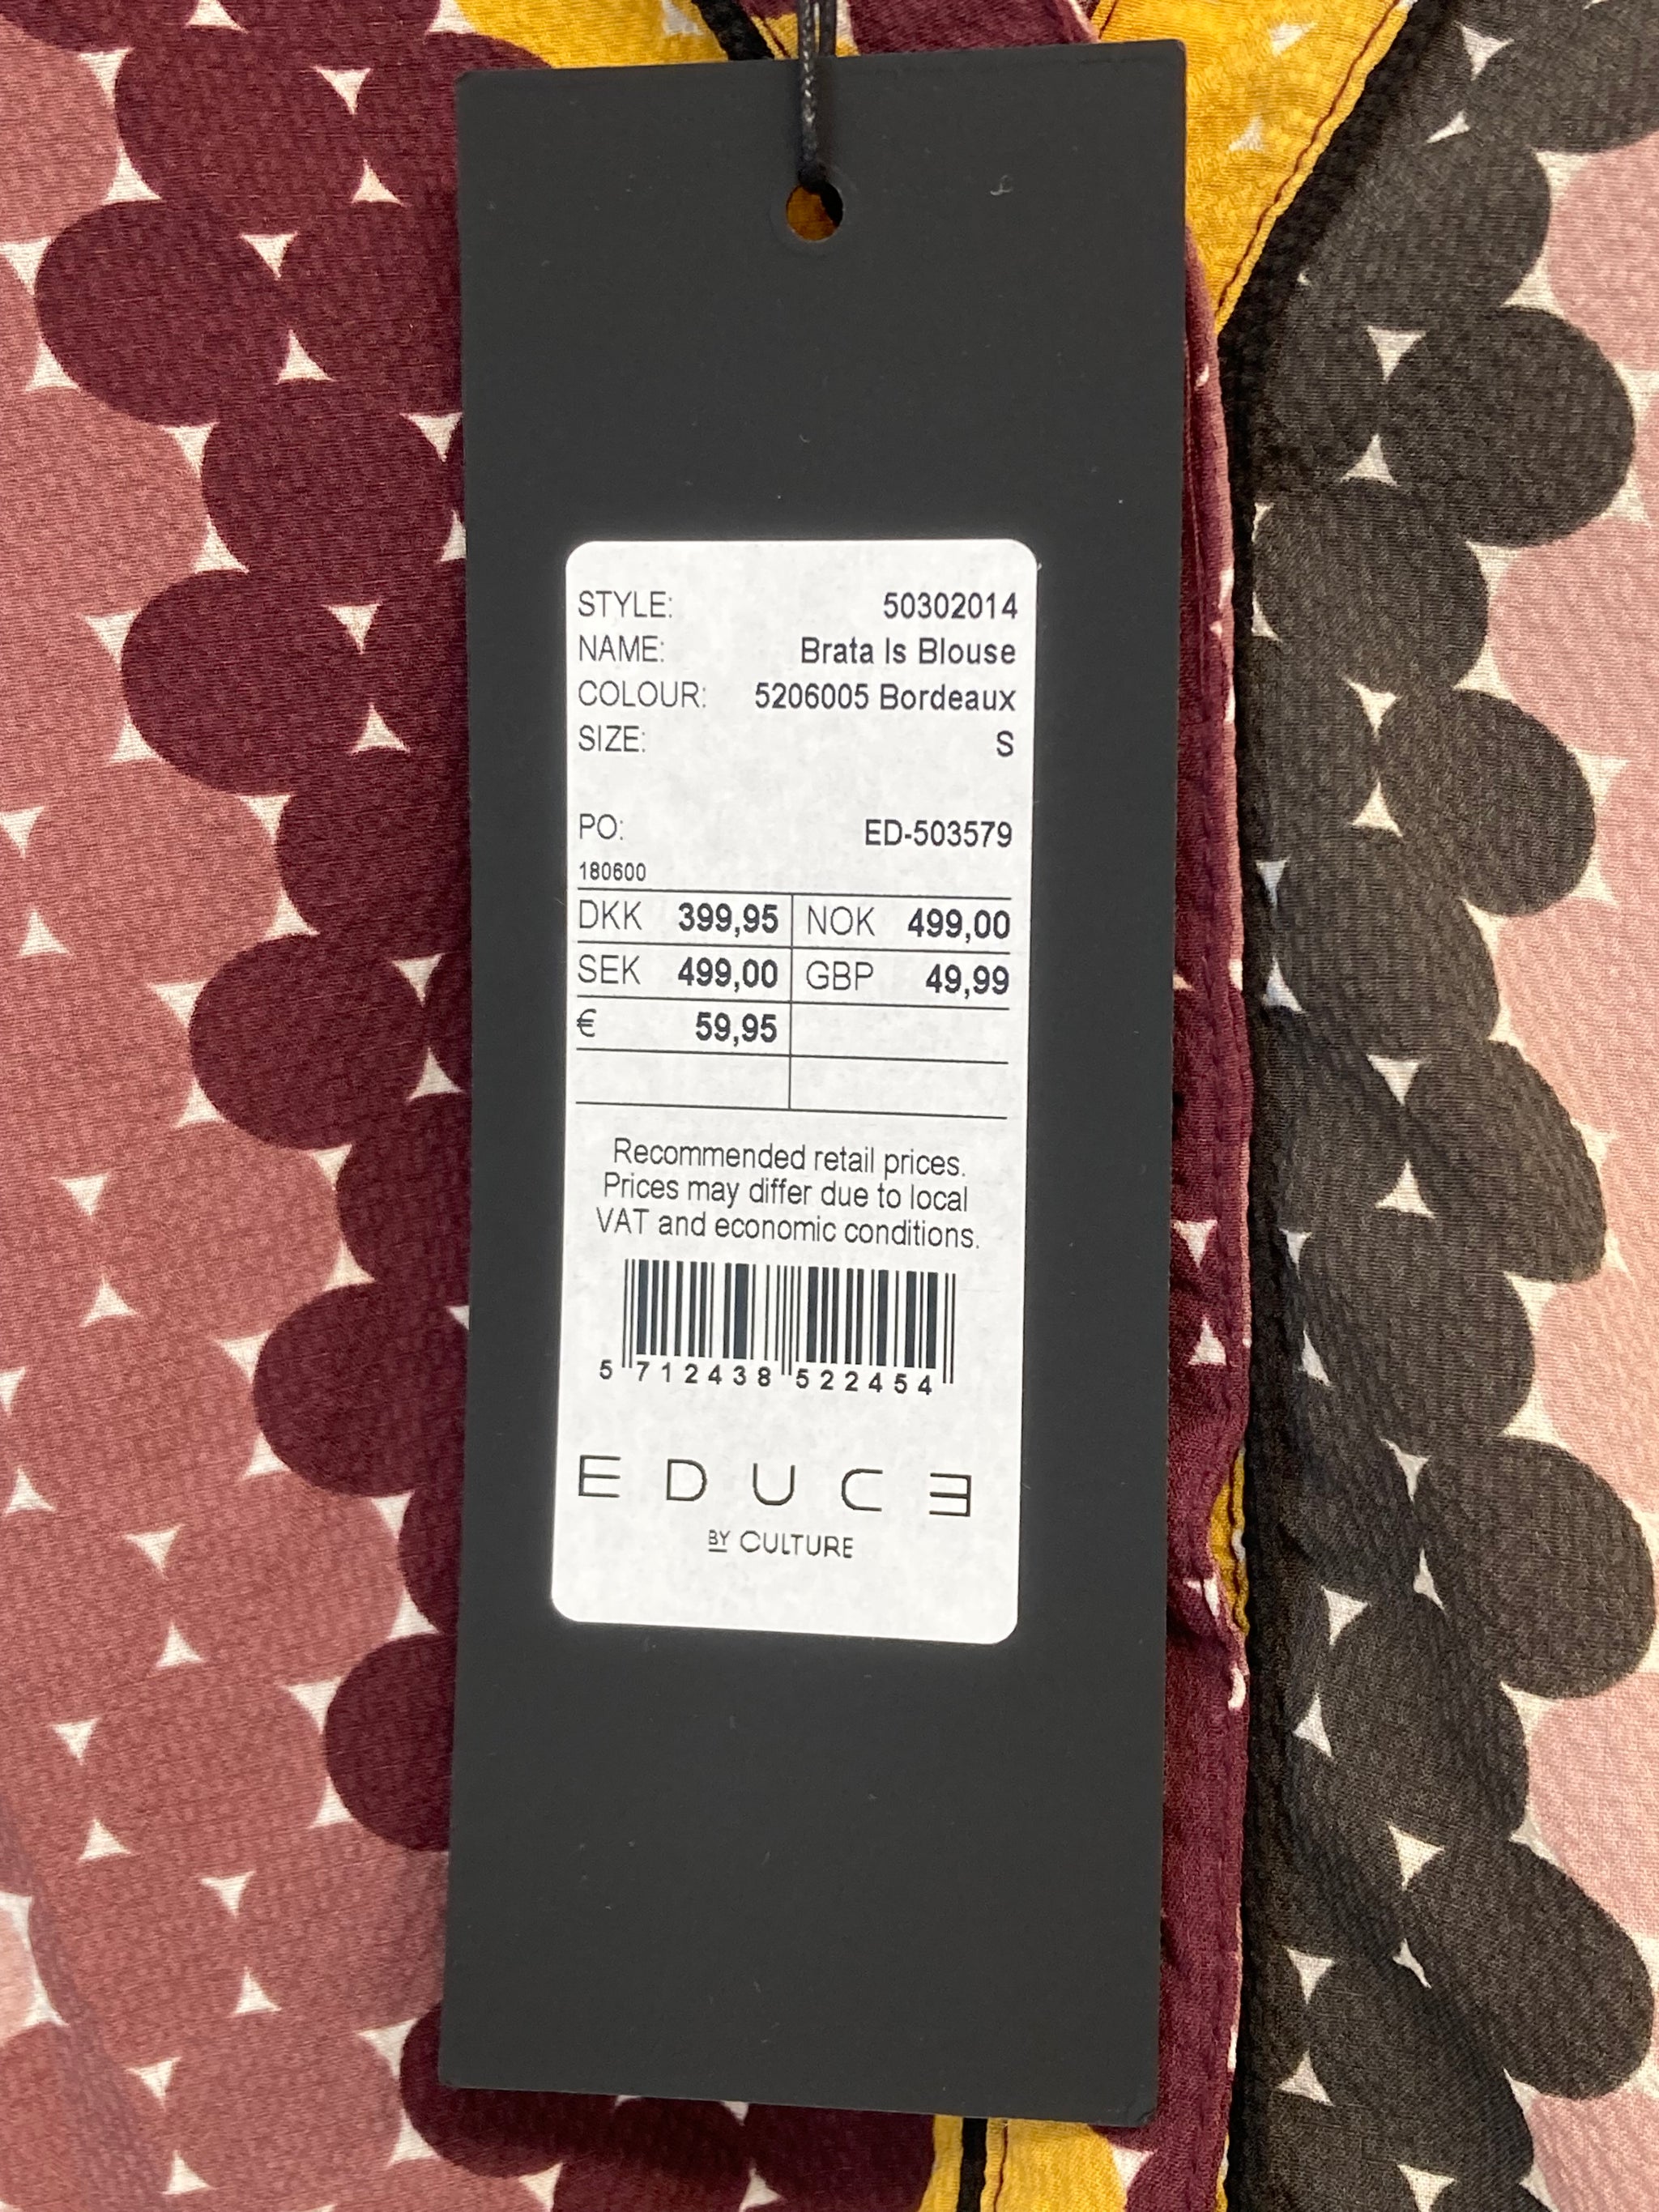 STYLE: 50302014
NAME: Brata ls Blouse
COLOUR: 5206005 Bordeaux
SIZE: S
PO: ED-503579
180600
DKK 399,95 NOK 499,00
SEK 499,00 GBP 49,99
€ 59,95
Recommended retail prices.
Prices may differ due to local
VAT and economic conditions.
5 712438 522454
EDUCE
BY CULTURE